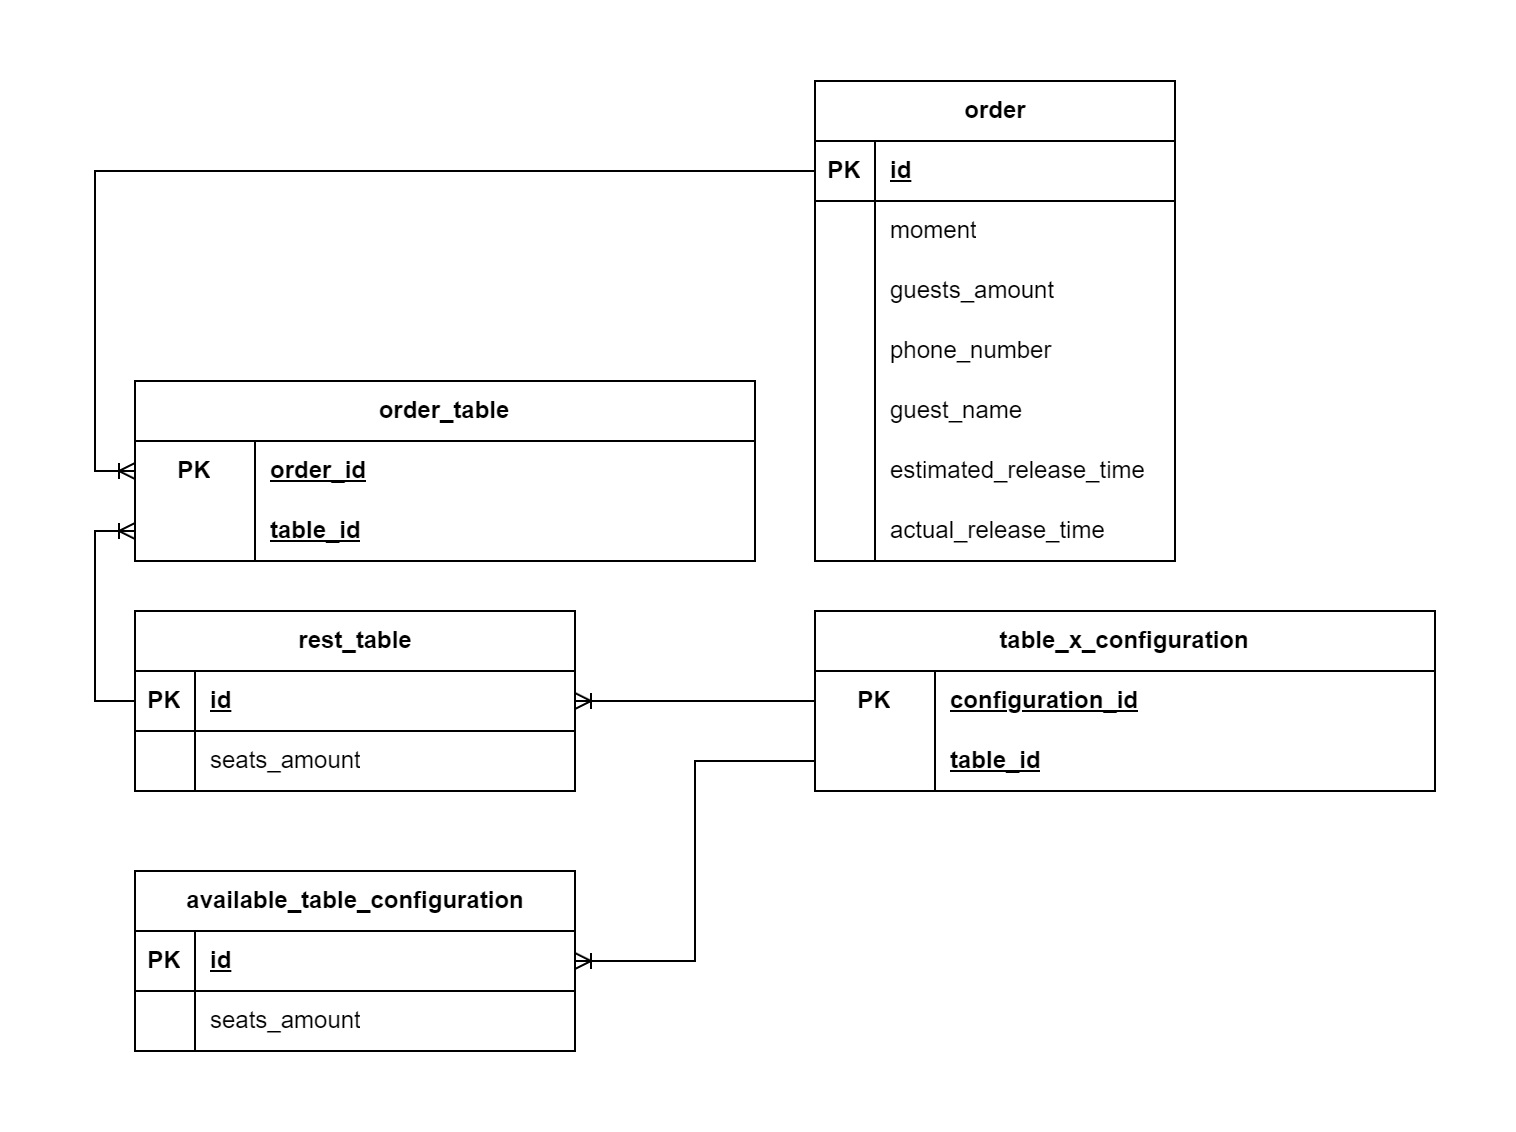 order
PK id
moment
guests_amount
phone_number
guest_name
estimated_release_time
actual_release_time
order_table
PK order_id
table_id
rest_table
PK id
seats_amount
table_x_configuration
PK configuration_id
table_id
available_table_configuration
PK id
seats_amount